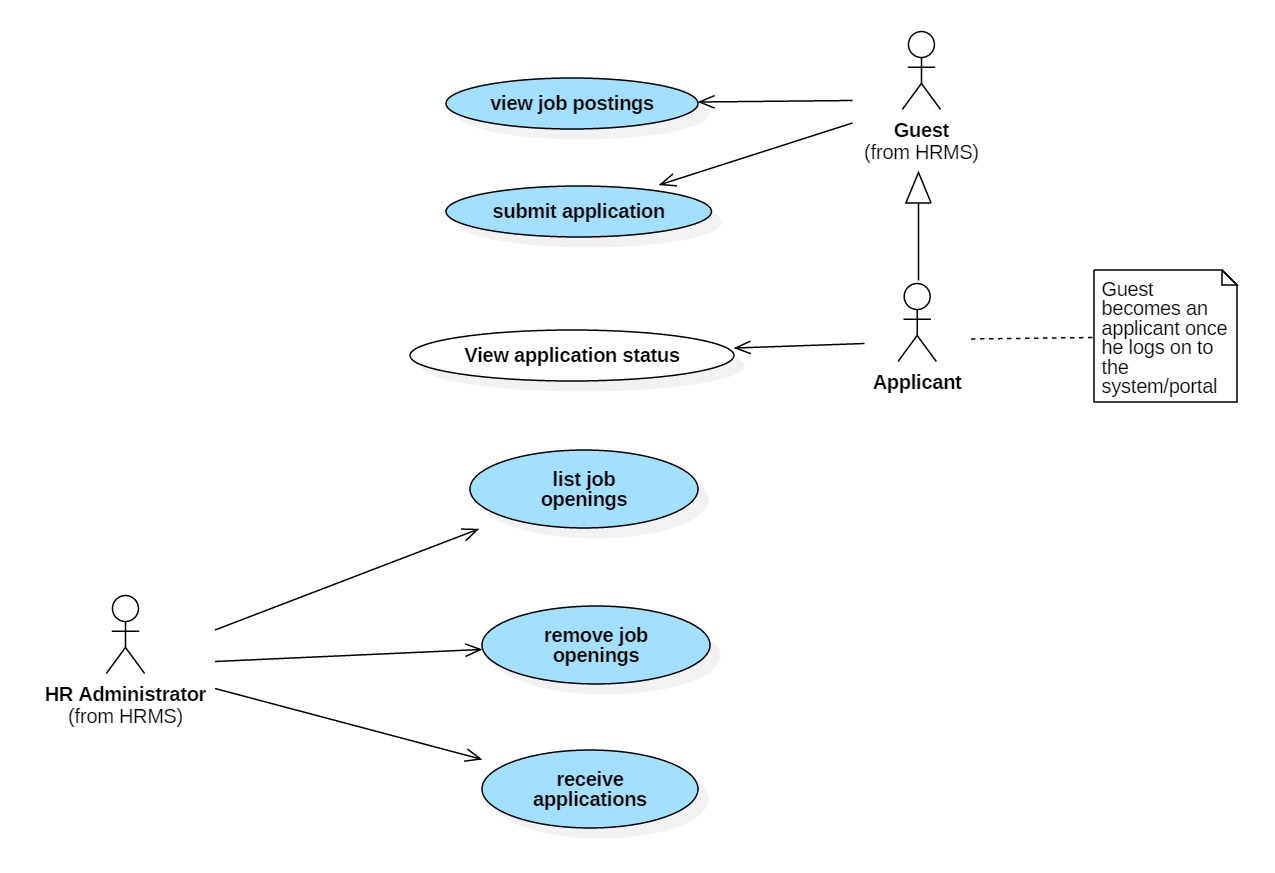 view job postings
Guest
(from HRMS)
submit application
Guest
becomes an
applicant once
he logs on to
the
system/portal
View application status
Applicant
list job
openings
remove job
openings
HR Administrator
(from HRMS)
receive
applications